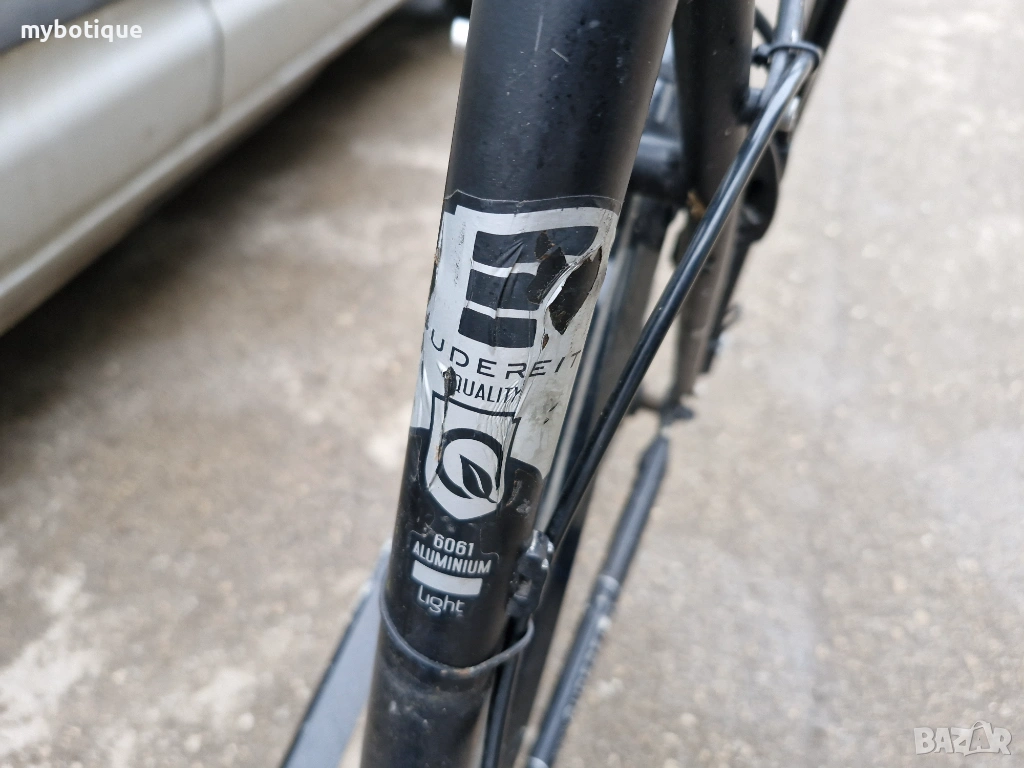 mybotique
UDEREIT
QUALITY
6061
ALUMINIUM
Light
BAZAR